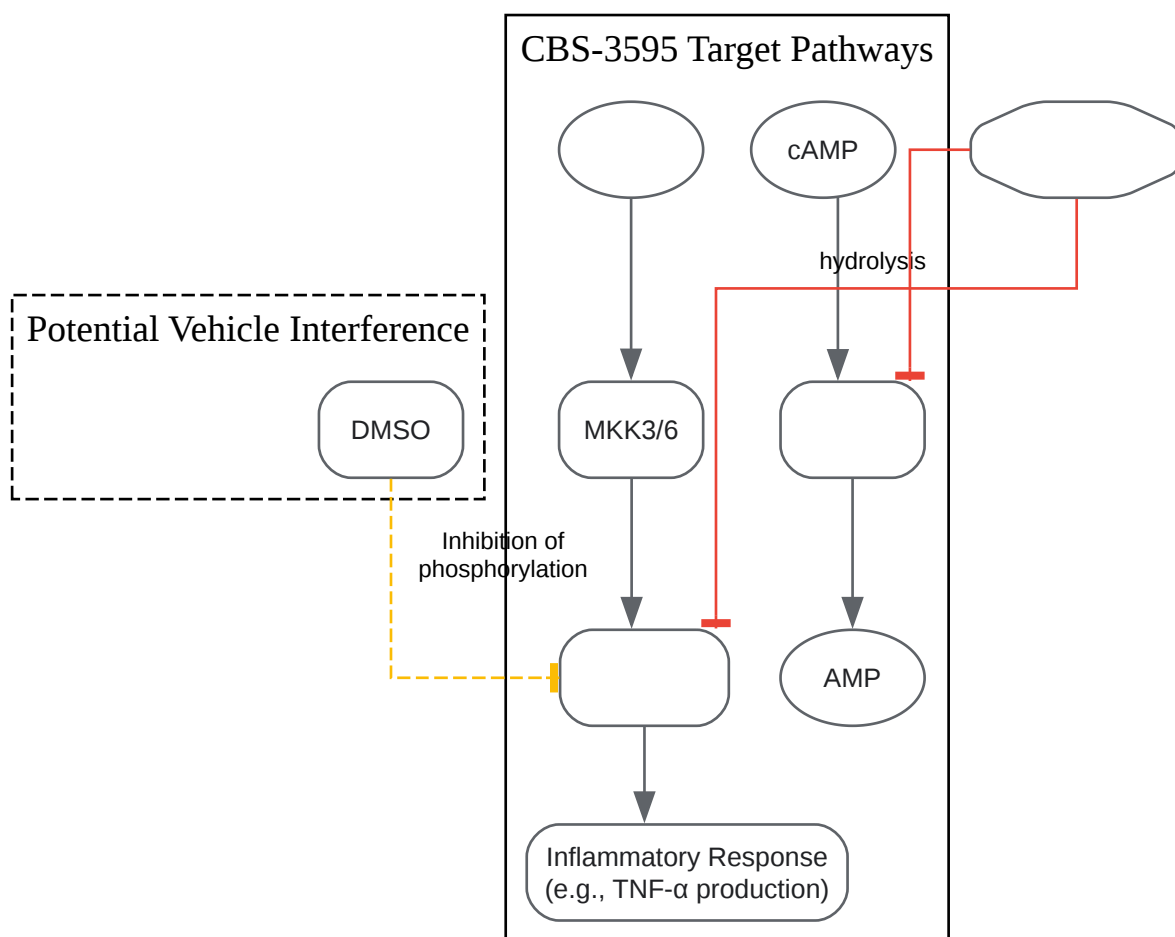 CBS-3595 Target Pathways
cAMP
hydrolysis
Potential Vehicle Interference
DMSO
MKK3/6
Inhibition of
phosphorylation
AMP
Inflammatory Response
(e.g., TNF-α production)